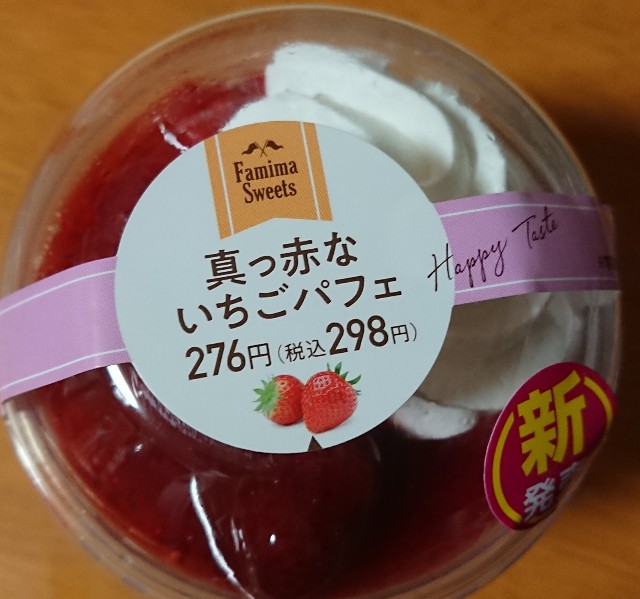 Famima
Sweets
真っ赤な
いちごパフェ
276円(税込298円)
Happy Taste
新
発